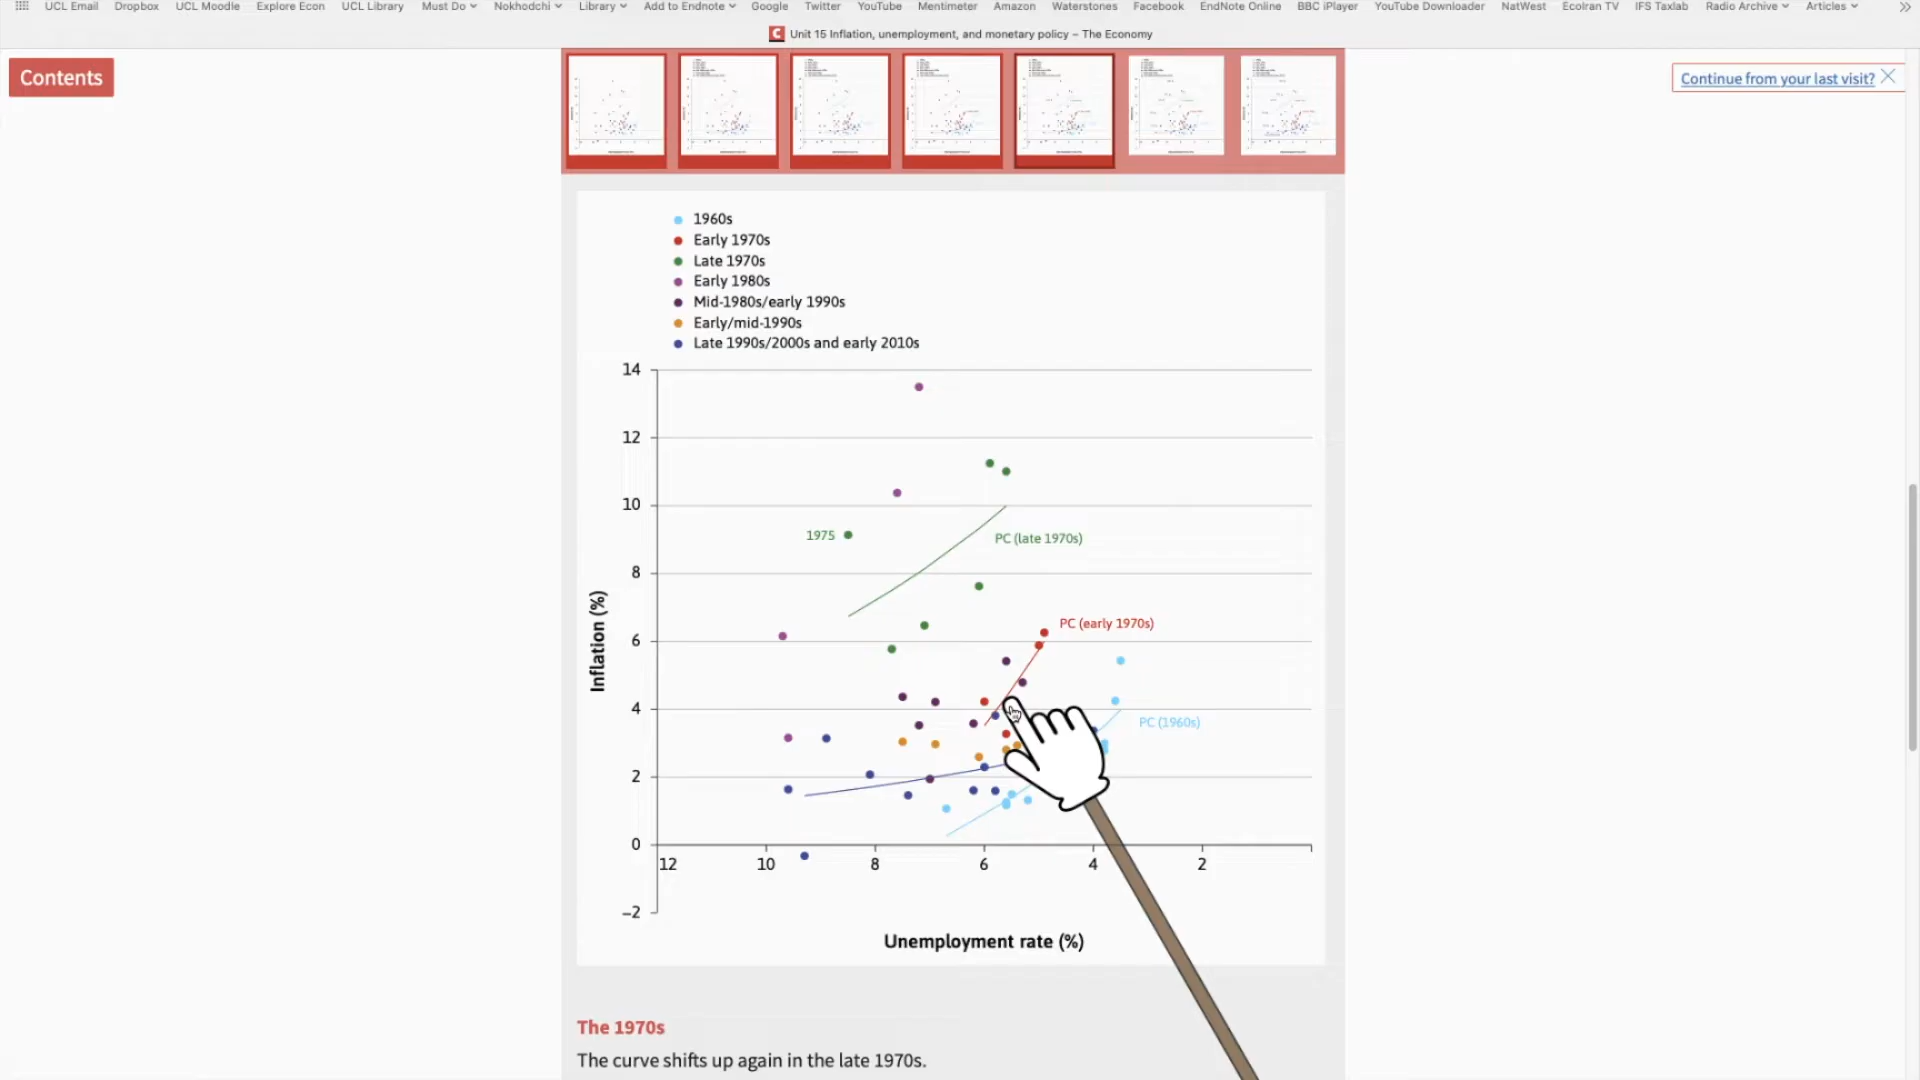 UCL Email Dropbox UCL Moodle Explore Econ UCL Library Must Do Nokhodchi Library Add to Endnote Google Twitter YouTube Mentimeter Amazon Waterstones Facebook EndNote Online BBC iPlayer YouTube Downloader NatWest EcoIran TV IFS Taxlab Radio Archive Articles
C Unit 15 Inflation, unemployment, and monetary policy – The Economy
Contents
Continue from your last visit?
1960s
Early 1970s
Late 1970s
Early 1980s
Mid-1980s/early 1990s
Early/mid-1990s
Late 1990s/2000s and early 2010s
14
12
10
1975
PC (late 1970s)
8
Inflation (%)
PC (early 1970s)
6
4
PC (1960s)
2
0
12 10 8 6 4 2
−2
Unemployment rate (%)
The 1970s
The curve shifts up again in the late 1970s.